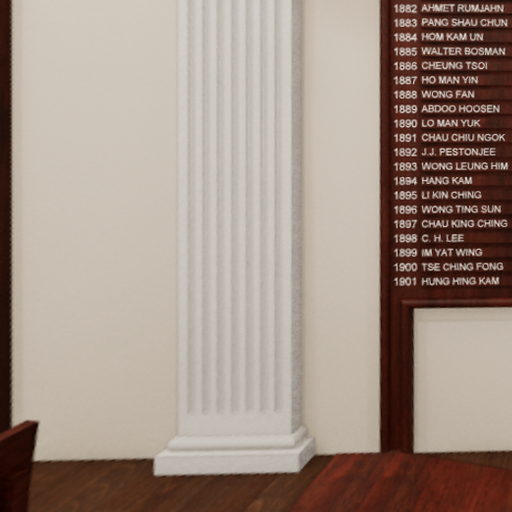 1882 AHMET RUMJAHN
1883 PANG SHAU CHUN
1884 HOM KAM UN
1885 WALTER BOSMAN
1886 CHEUNG TSOI
1887 HO MAN YIN
1888 WONG FAN
1889 ABDOO HOOSEN
1890 LO MAN YUK
1891 CHAU CHIU NGOK
1892 J.J. PESTONJEE
1893 WONG LEUNG HIM
1894 HANG KAM
1895 LI KIN CHING
1896 WONG TING SUN
1897 CHAU KING CHING
1898 C. H. LEE
1899 IM YAT WING
1900 TSE CHING FONG
1901 HUNG HING KAM